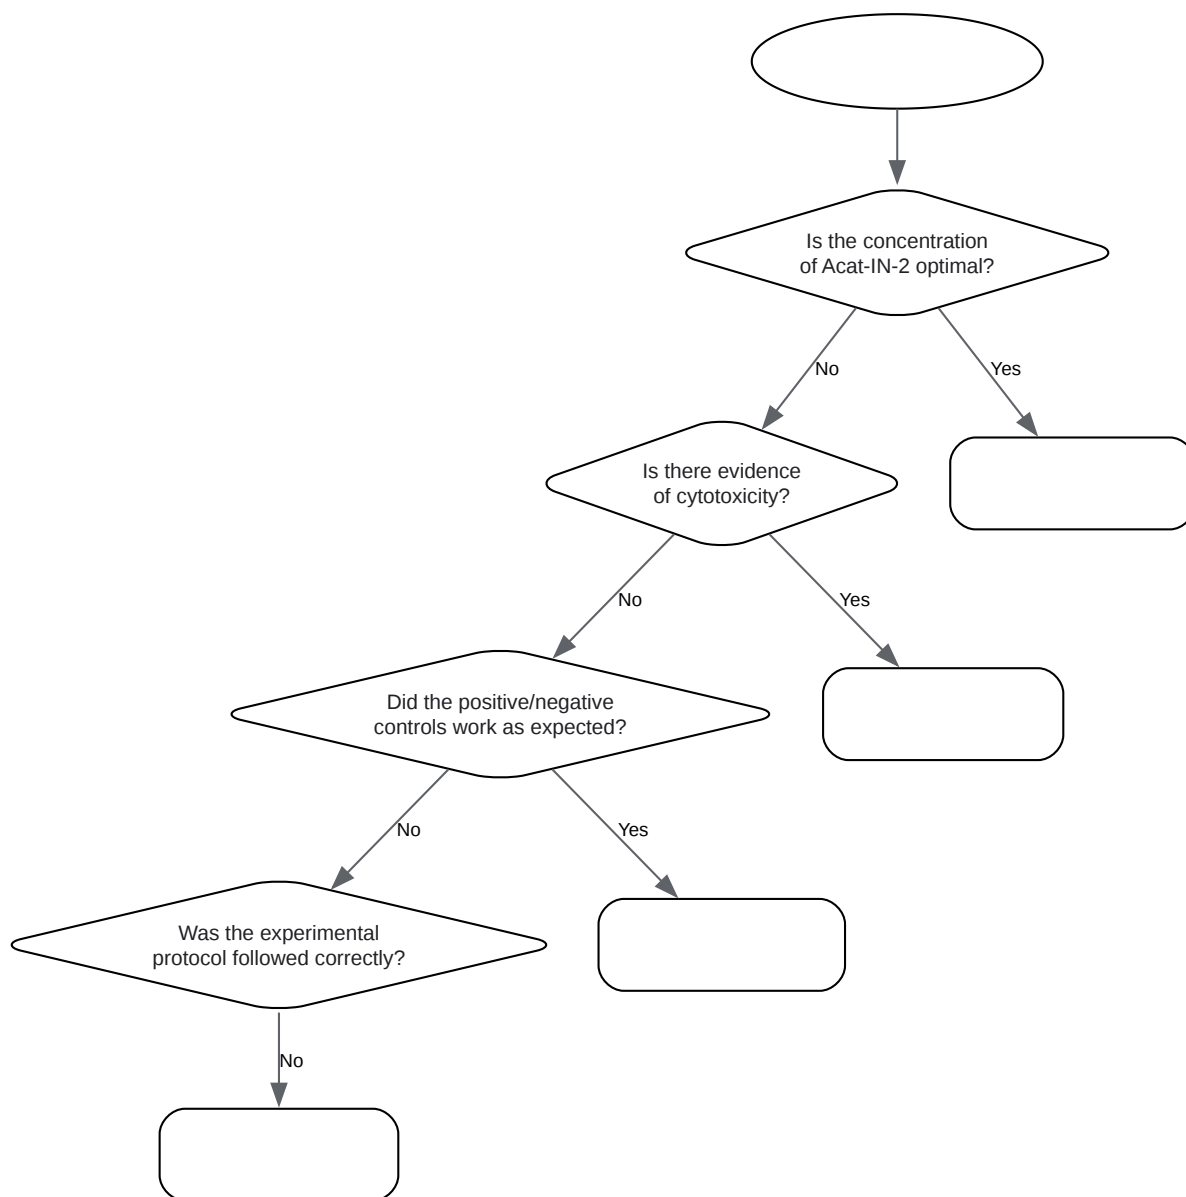 Is the concentration
of Acat-IN-2 optimal?
No
Yes
Is there evidence
of cytotoxicity?
No
Yes
Did the positive/negative
controls work as expected?
No
Yes
Was the experimental
protocol followed correctly?
No